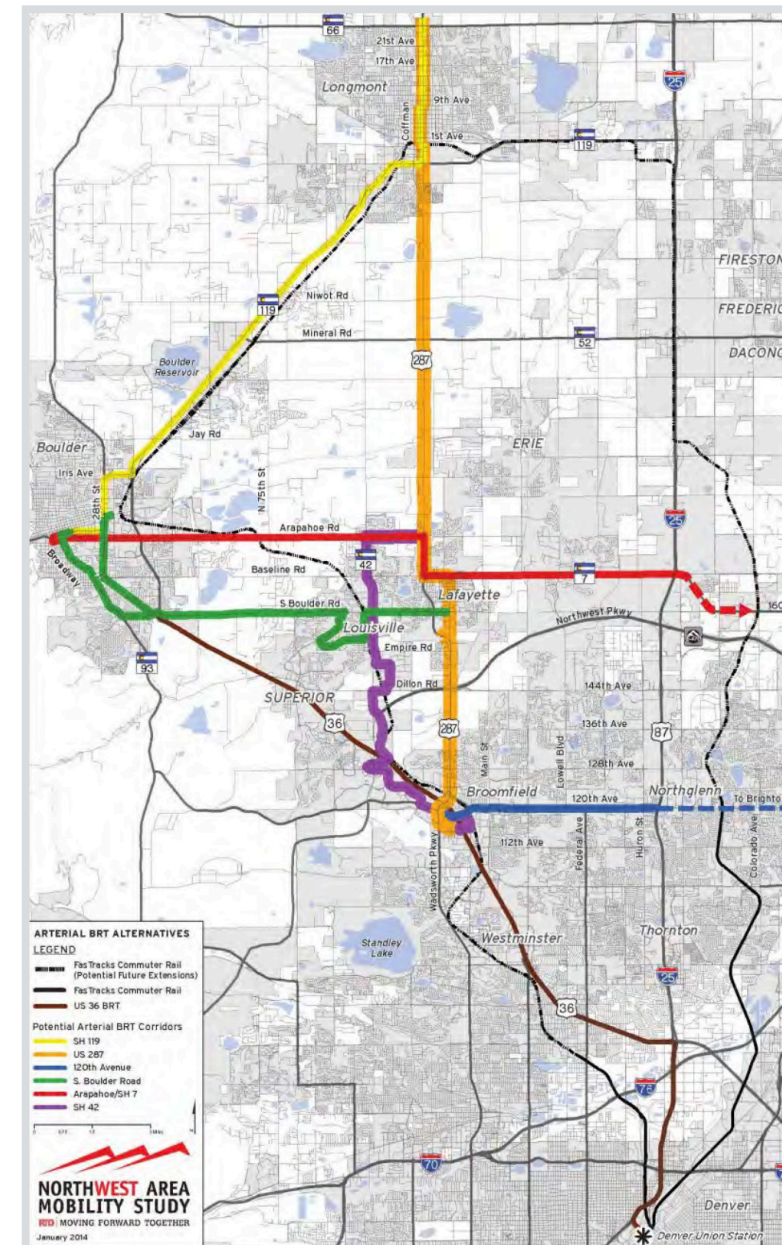 66
21st Ave
17th Ave
25
Longmont
9th Ave
Coffman
1st Ave
119
FIRESTON
Niwot Rd
119
FREDERIC
Mineral Rd
52
DACONO
Boulder
Reservoir
287
Jay Rd
Boulder
ERIE
Iris Ave
28th St
N 75th St
25
Arapahoe Rd
Broadway
42
Baseline Rd
7
Lafayette
S Boulder Rd
160
Northwest Pkwy
Louisville
Empire Rd
93
Dillon Rd
144th Ave
SUPERIOR
36
136th Ave
287
87
Main St
Lowell Blvd
128th Ave
Broomfield
Northglenn
120th Ave
To Brighto
Wadsworth Pkwy
112th Ave
Federal Ave
Huron St
Colorado Ave
Standley
Lake
Westminster
Thornton
25
36
76
70
Denver
Denver Union Station
ARTERIAL BRT ALTERNATIVES
LEGEND
FasTracks Commuter Rail
(Potential Future Extensions)
FasTracks Commuter Rail
US 36 BRT
Potential Arterial BRT Corridors
SH 119
US 287
120th Avenue
S. Boulder Road
Arapahoe/SH 7
SH 42
NORTHWEST AREA
MOBILITY STUDY
RTD | MOVING FORWARD TOGETHER
January 2014